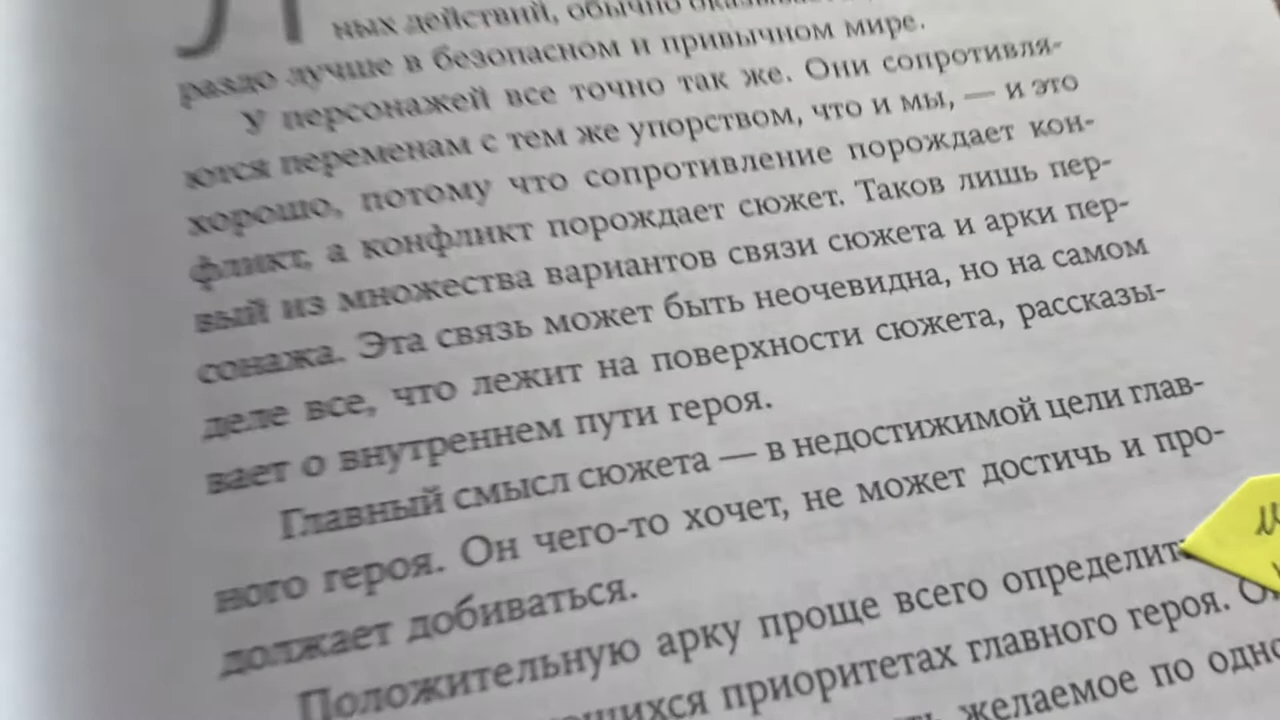 ных действий, обычно
раздо лучше в безопасном и привычном мире.
У персонажей все точно так же. Они сопротивля-
ются переменам с тем же упорством, что и мы, — и это
хорошо, потому что сопротивление порождает кон-
фликт, а конфликт порождает сюжет. Таков лишь пер-
вый из множества вариантов связи сюжета и арки пер-
сонажа. Эта связь может быть неочевидна, но на самом
деле все, что лежит на поверхности сюжета, рассказы-
вает о внутреннем пути героя.
Главный смысл сюжета — в недостижимой цели глав-
ного героя. Он чего-то хочет, не может достичь и про-
должает добиваться.
Положительную арку проще всего определит
ющихся приоритетах главного героя.
желаемое по одно